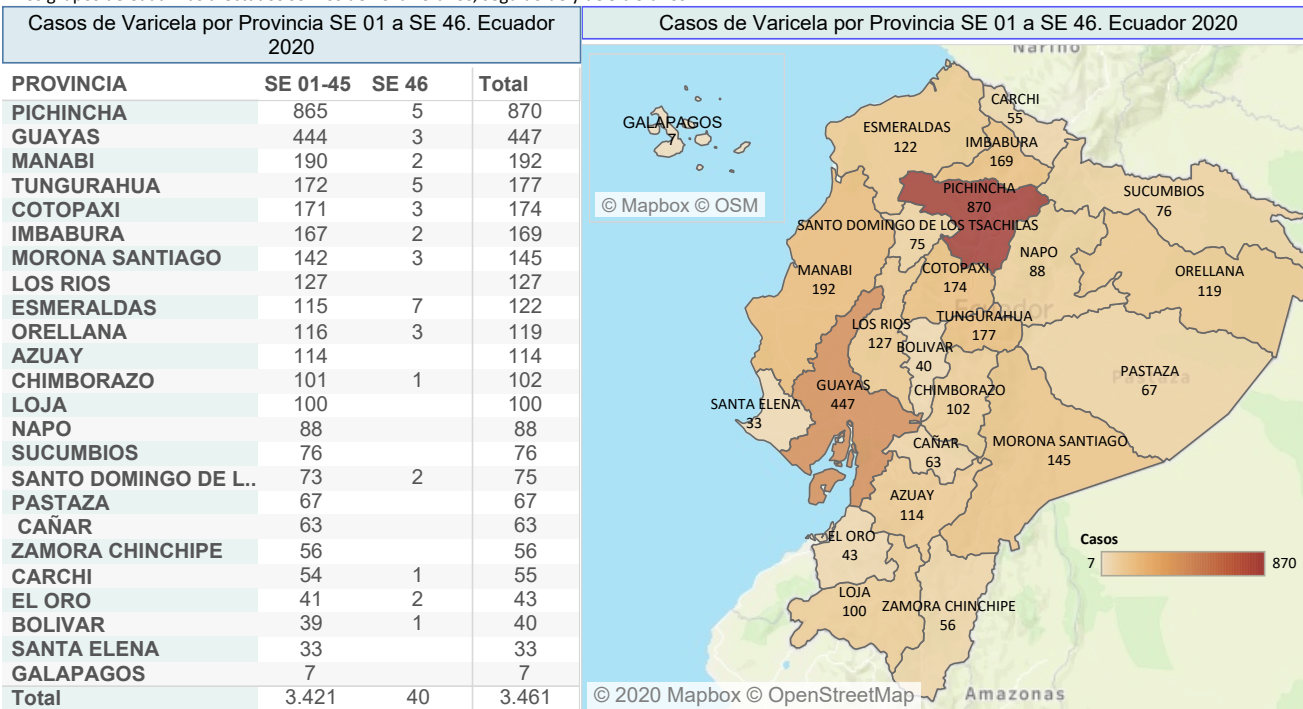 Casos de Varicela por Provincia SE 01 a SE 46. Ecuador
2020
PROVINCIA SE 01-45 SE 46 Total
PICHINCHA 865 5 870
GUAYAS 444 3 447
MANABI 190 2 192
TUNGURAHUA 172 5 177
COTOPAXI 171 3 174
IMBABURA 167 2 169
MORONA SANTIAGO 142 3 145
LOS RIOS 127 127
ESMERALDAS 115 7 122
ORELLANA 116 3 119
AZUAY 114 114
CHIMBORAZO 101 1 102
LOJA 100 100
NAPO 88 88
SUCUMBIOS 76 76
SANTO DOMINGO DE L.. 73 2 75
PASTAZA 67 67
CAÑAR 63 63
ZAMORA CHINCHIPE 56 56
CARCHI 54 1 55
EL ORO 41 2 43
BOLIVAR 39 1 40
SANTA ELENA 33 33
GALAPAGOS 7 7
Total 3.421 40 3.461
Casos de Varicela por Provincia SE 01 a SE 46. Ecuador 2020
Nariño
GALAPAGOS
7
© Mapbox © OSM
CARCHI
55
ESMERALDAS
122
IMBABURA
169
PICHINCHA
870
SUCUMBIOS
76
SANTO DOMINGO DE LOS TSACHILAS
75
NAPO
88
MANABI
192
COTOPAXI
174
ORELLANA
119
Ecuador
LOS RIOS
127
TUNGURAHUA
177
BOLIVAR
40
PASTAZA
Pastaza
67
GUAYAS
447
CHIMBORAZO
102
SANTA ELENA
33
CAÑAR
63
MORONA SANTIAGO
145
AZUAY
114
EL ORO
43
Casos
7 870
LOJA
100
ZAMORA CHINCHIPE
56
© 2020 Mapbox © OpenStreetMap
Amazonas